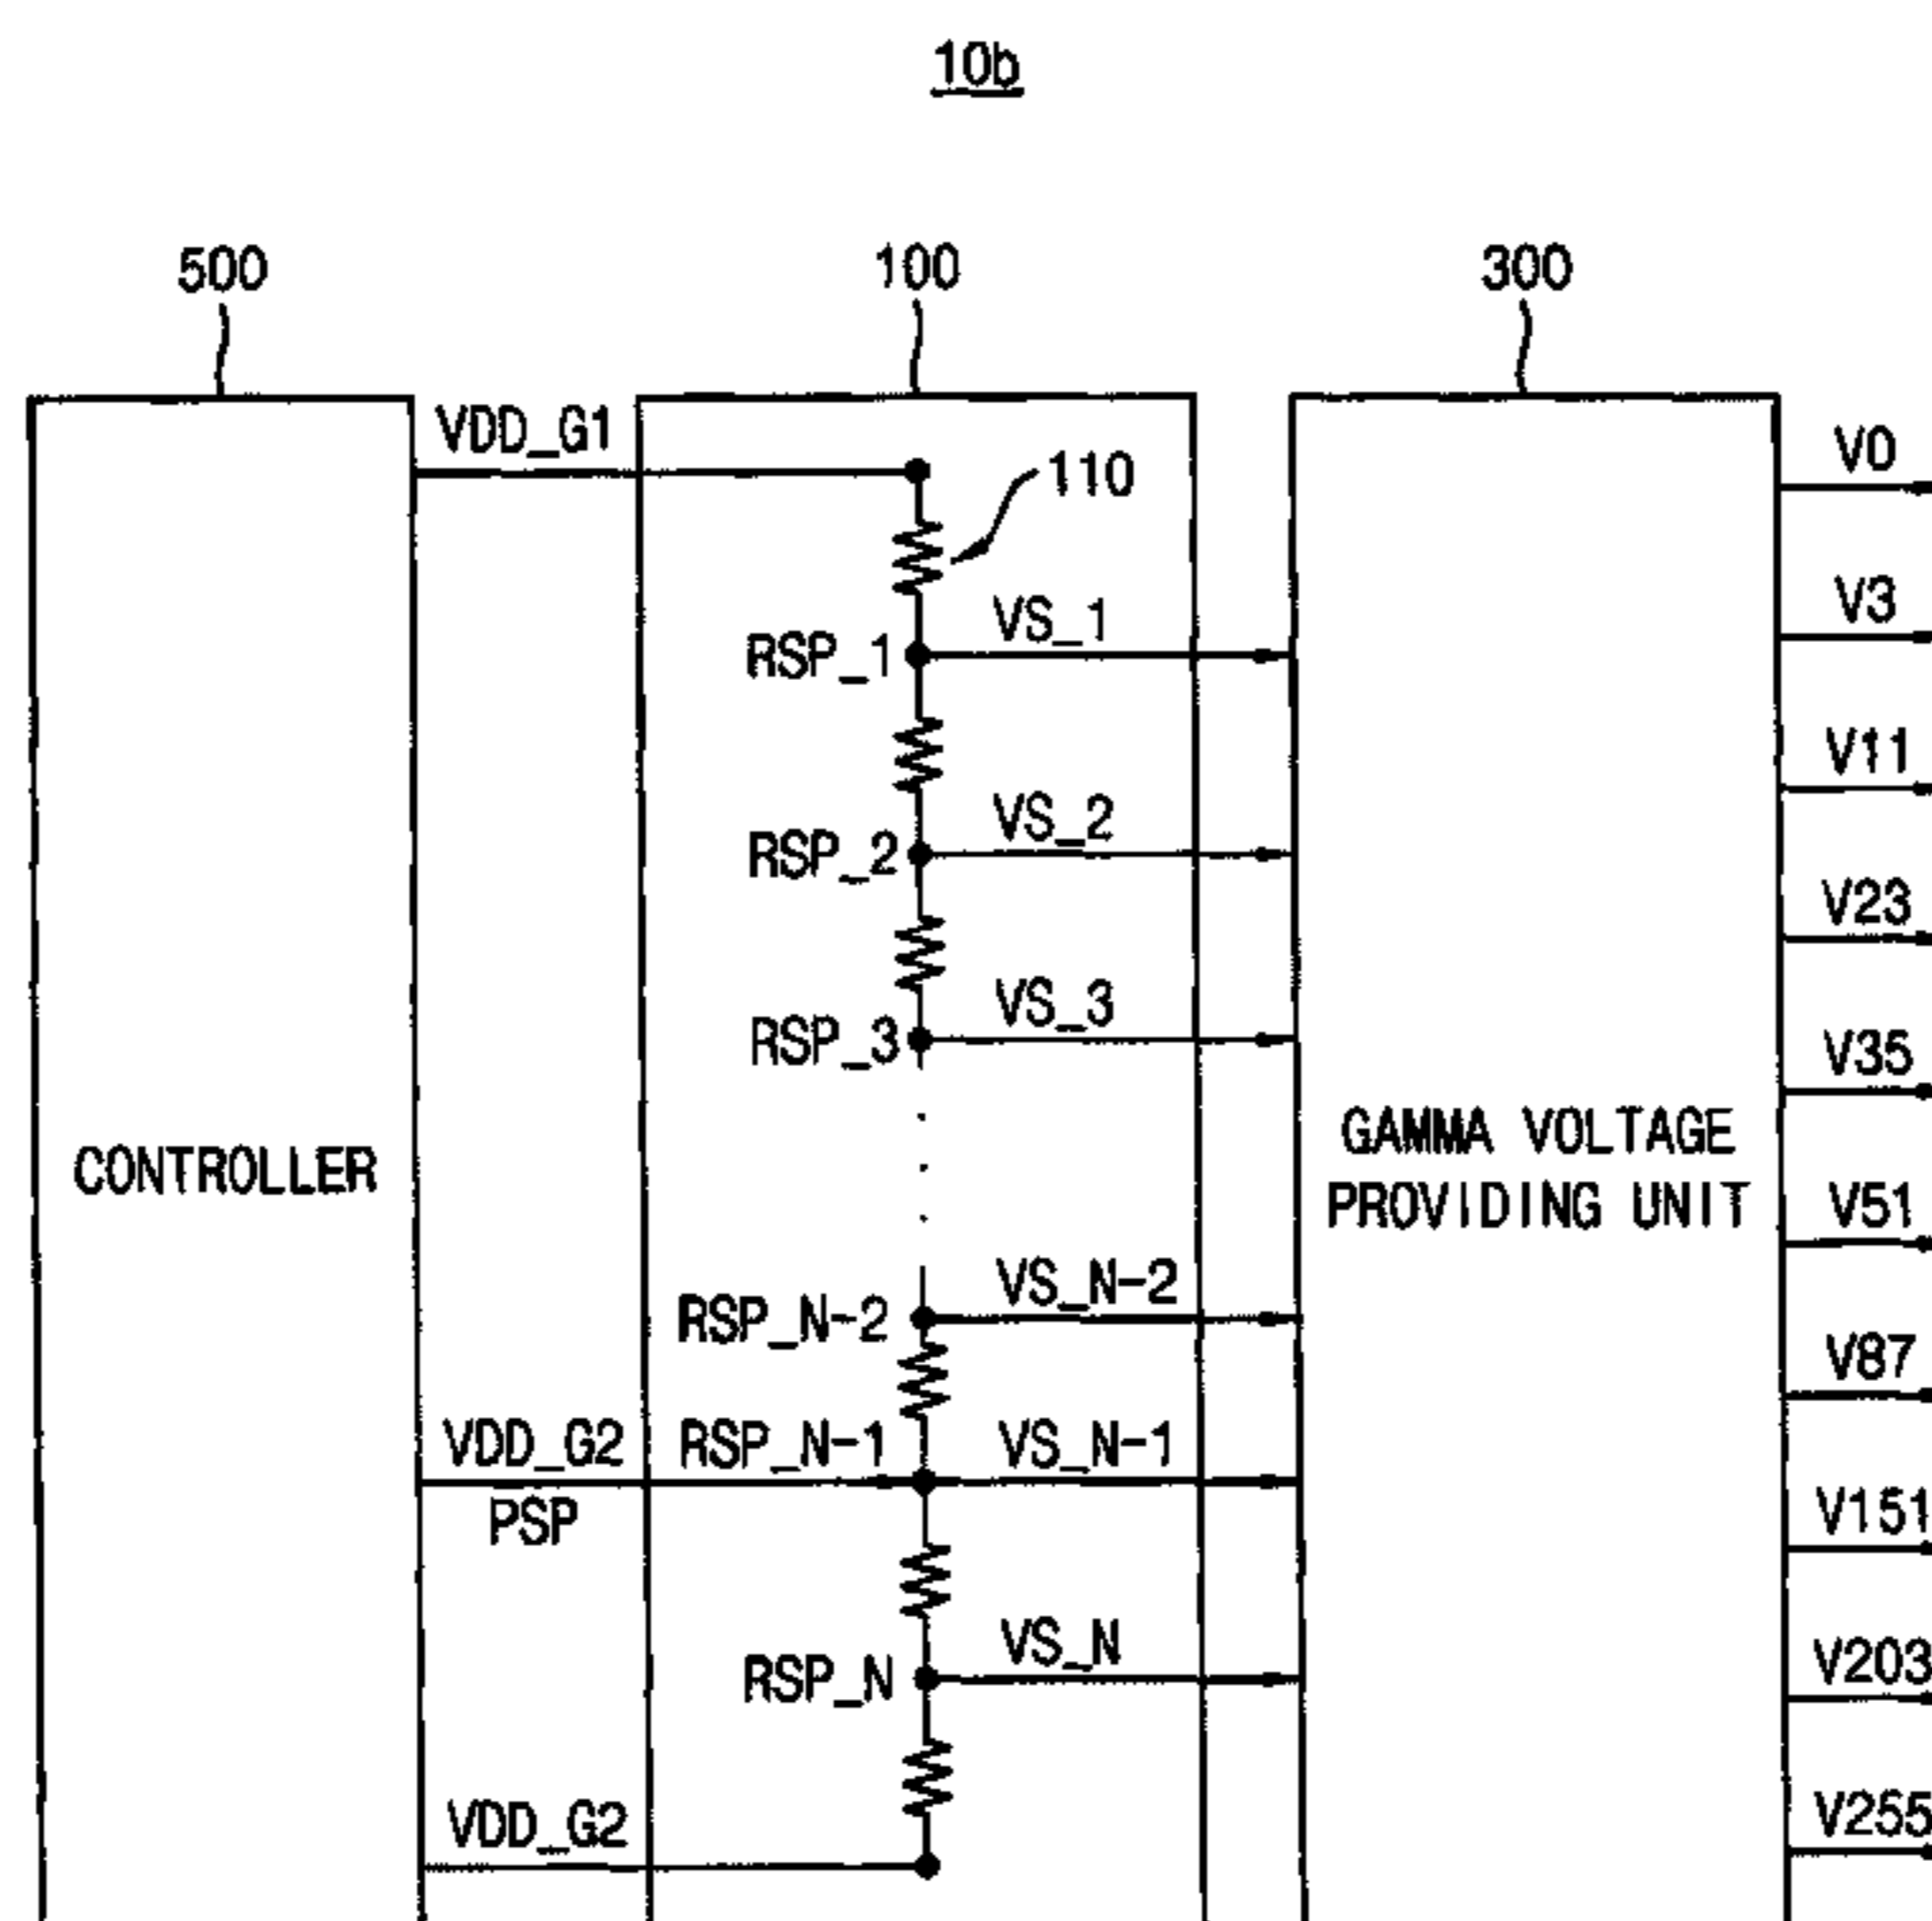 10b
500
100
300
VDD_G1
110
V0
VS_1
V3
RSP_1
V11
VS_2
RSP_2
V23
VS_3
RSP_3
V35
CONTROLLER
GAMMA VOLTAGE
PROVIDING UNIT
V51
VS_N-2
RSP_N-2
V87
VDD_G2
RSP_N-1
VS_N-1
PSP
V151
VS_N
RSP_N
V203
VDD_G2
V255